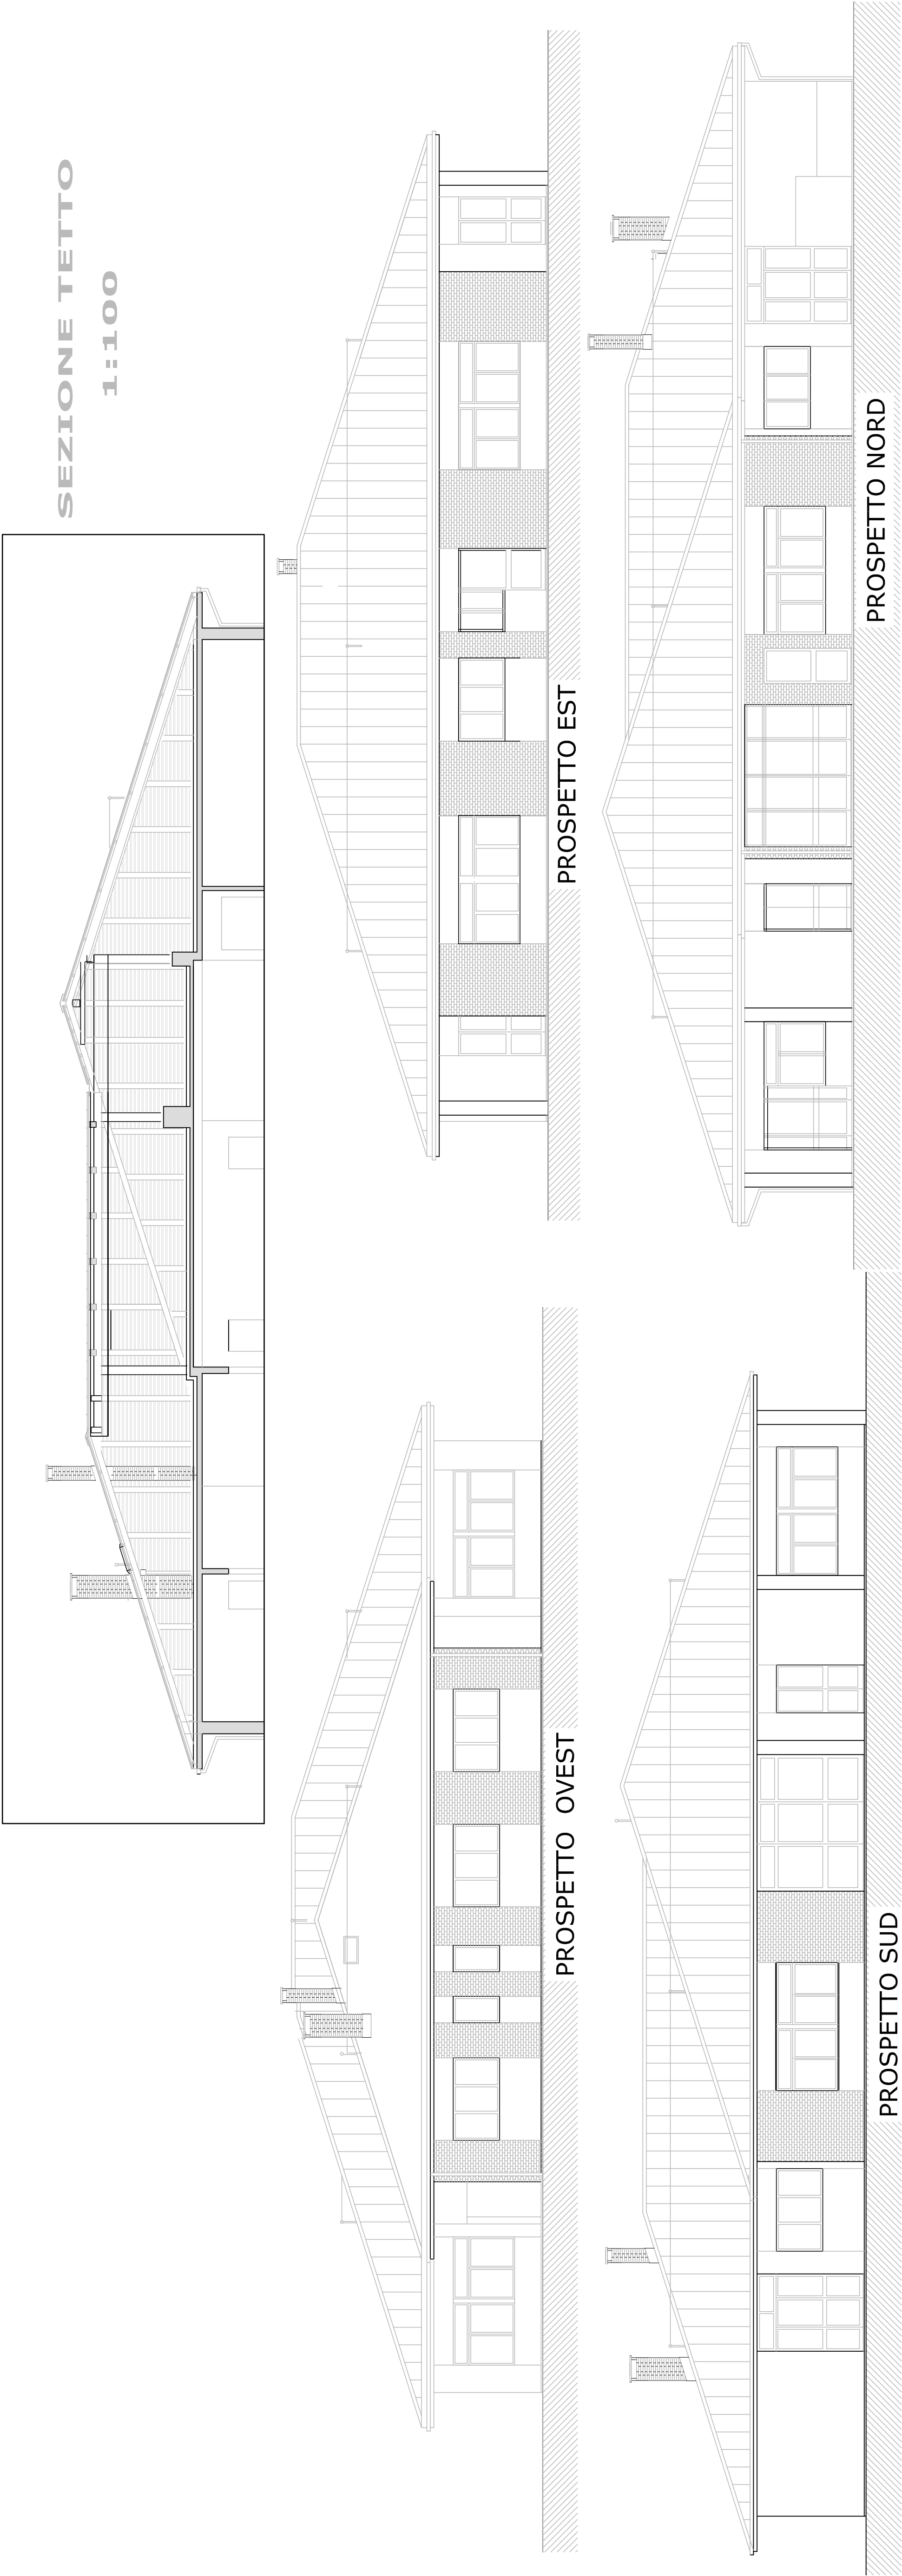 SEZIONE TETTO
1:100
PROSPETTO EST
PROSPETTO NORD
PROSPETTO OVEST
PROSPETTO SUD